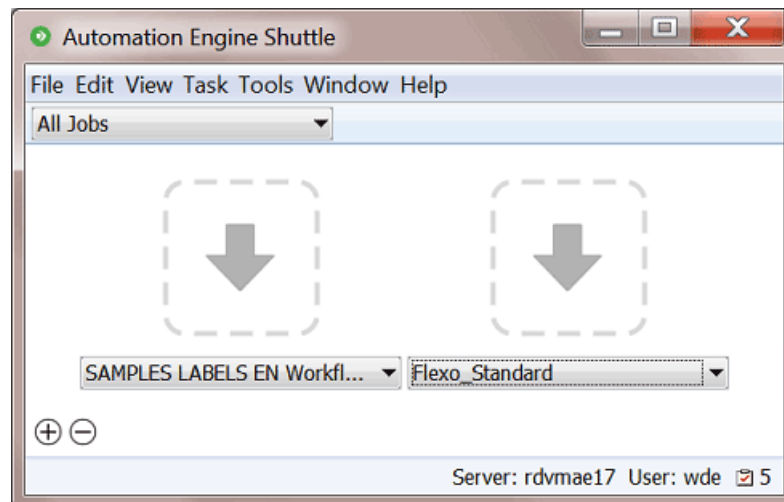 Automation Engine Shuttle
File Edit View Task Tools Window Help
All Jobs
SAMPLES LABELS EN Workfl... Flexo_Standard
Server: rdvmae17 User: wde 5